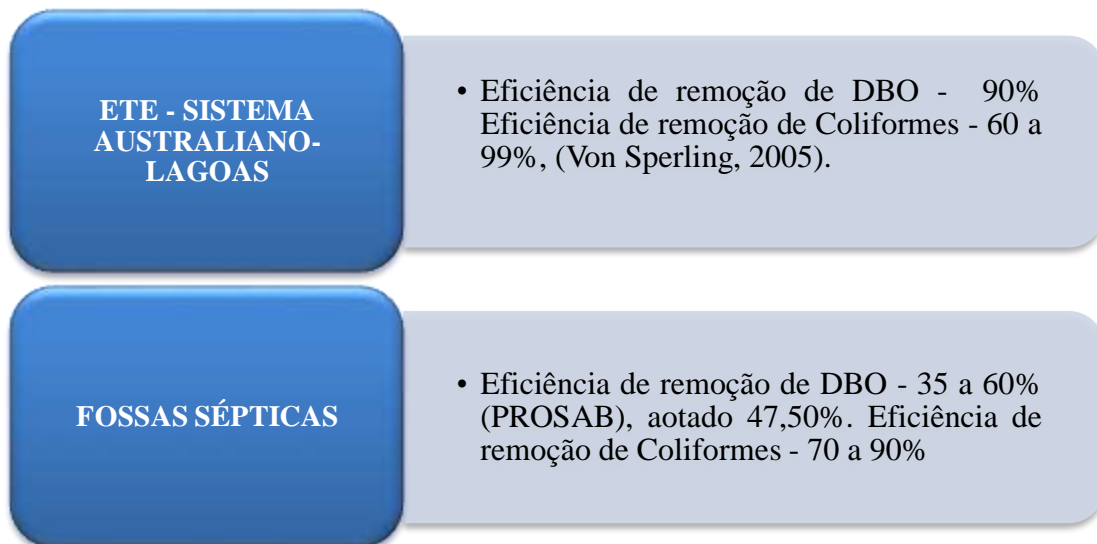 ETE - SISTEMA
AUSTRALIANO-
LAGOAS
• Eficiência de remoção de DBO - 90%
Eficiência de remoção de Coliformes - 60 a
99%, (Von Sperling, 2005).
FOSSAS SÉPTICAS
• Eficiência de remoção de DBO - 35 a 60%
(PROSAB), aotado 47,50%. Eficiência de
remoção de Coliformes - 70 a 90%